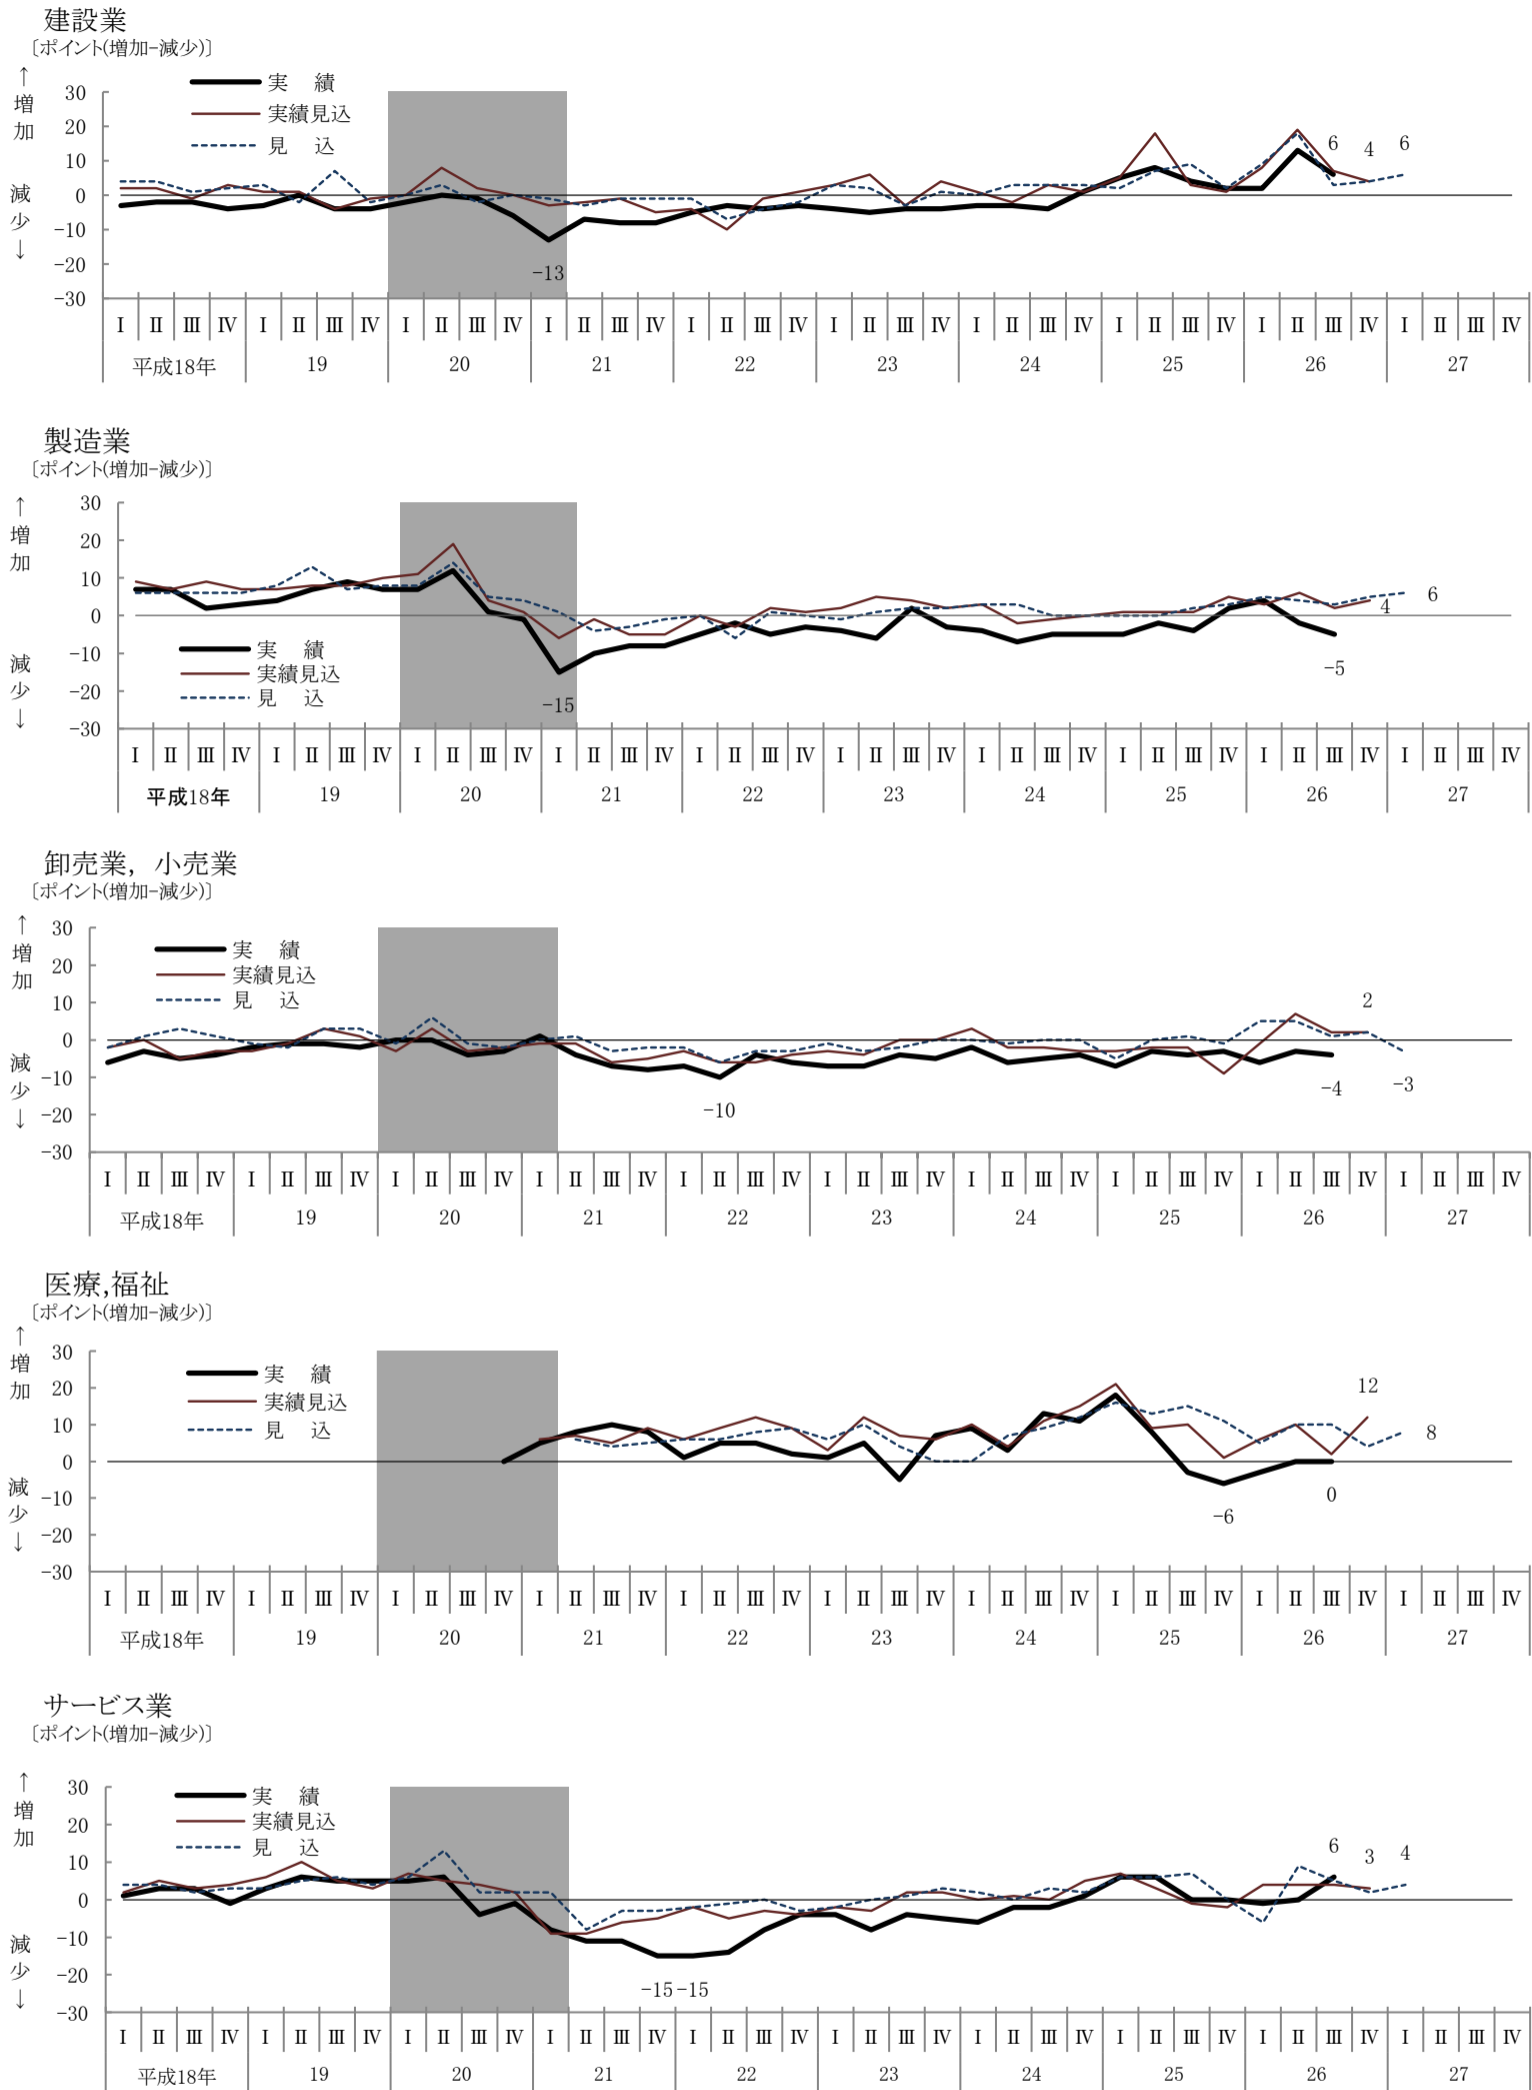 建設業
〔ポイント(増加−減少)〕
↑
増
加
減
少
↓
実　績
実績見込
見　込
30
20
10
0
−10
−20
−30
−13
6
4
6
Ⅰ Ⅱ Ⅲ Ⅳ Ⅰ Ⅱ Ⅲ Ⅳ Ⅰ Ⅱ Ⅲ Ⅳ Ⅰ Ⅱ Ⅲ Ⅳ Ⅰ Ⅱ Ⅲ Ⅳ Ⅰ Ⅱ Ⅲ Ⅳ Ⅰ Ⅱ Ⅲ Ⅳ Ⅰ Ⅱ Ⅲ Ⅳ Ⅰ Ⅱ Ⅲ Ⅳ Ⅰ Ⅱ Ⅲ Ⅳ
平成18年 19 20 21 22 23 24 25 26 27
製造業
〔ポイント(増加−減少)〕
↑
増
加
減
少
↓
30
20
10
0
−10
−20
−30
実　績
実績見込
見　込
−15
4
6
−5
Ⅰ Ⅱ Ⅲ Ⅳ Ⅰ Ⅱ Ⅲ Ⅳ Ⅰ Ⅱ Ⅲ Ⅳ Ⅰ Ⅱ Ⅲ Ⅳ Ⅰ Ⅱ Ⅲ Ⅳ Ⅰ Ⅱ Ⅲ Ⅳ Ⅰ Ⅱ Ⅲ Ⅳ Ⅰ Ⅱ Ⅲ Ⅳ Ⅰ Ⅱ Ⅲ Ⅳ Ⅰ Ⅱ Ⅲ Ⅳ
平成18年 19 20 21 22 23 24 25 26 27
卸売業，小売業
〔ポイント(増加−減少)〕
↑
増
加
減
少
↓
30
20
10
0
−10
−20
−30
実　績
実績見込
見　込
−10
2
−4
−3
Ⅰ Ⅱ Ⅲ Ⅳ Ⅰ Ⅱ Ⅲ Ⅳ Ⅰ Ⅱ Ⅲ Ⅳ Ⅰ Ⅱ Ⅲ Ⅳ Ⅰ Ⅱ Ⅲ Ⅳ Ⅰ Ⅱ Ⅲ Ⅳ Ⅰ Ⅱ Ⅲ Ⅳ Ⅰ Ⅱ Ⅲ Ⅳ Ⅰ Ⅱ Ⅲ Ⅳ Ⅰ Ⅱ Ⅲ Ⅳ
平成18年 19 20 21 22 23 24 25 26 27
医療,福祉
〔ポイント(増加−減少)〕
↑
増
加
減
少
↓
30
20
10
0
−10
−20
−30
実　績
実績見込
見　込
12
8
0
−6
Ⅰ Ⅱ Ⅲ Ⅳ Ⅰ Ⅱ Ⅲ Ⅳ Ⅰ Ⅱ Ⅲ Ⅳ Ⅰ Ⅱ Ⅲ Ⅳ Ⅰ Ⅱ Ⅲ Ⅳ Ⅰ Ⅱ Ⅲ Ⅳ Ⅰ Ⅱ Ⅲ Ⅳ Ⅰ Ⅱ Ⅲ Ⅳ Ⅰ Ⅱ Ⅲ Ⅳ Ⅰ Ⅱ Ⅲ Ⅳ
平成18年 19 20 21 22 23 24 25 26 27
サービス業
〔ポイント(増加−減少)〕
↑
増
加
減
少
↓
30
20
10
0
−10
−20
−30
実　績
実績見込
見　込
−15 −15
6
3
4
Ⅰ Ⅱ Ⅲ Ⅳ Ⅰ Ⅱ Ⅲ Ⅳ Ⅰ Ⅱ Ⅲ Ⅳ Ⅰ Ⅱ Ⅲ Ⅳ Ⅰ Ⅱ Ⅲ Ⅳ Ⅰ Ⅱ Ⅲ Ⅳ Ⅰ Ⅱ Ⅲ Ⅳ Ⅰ Ⅱ Ⅲ Ⅳ Ⅰ Ⅱ Ⅲ Ⅳ Ⅰ Ⅱ Ⅲ Ⅳ
平成18年 19 20 21 22 23 24 25 26 27